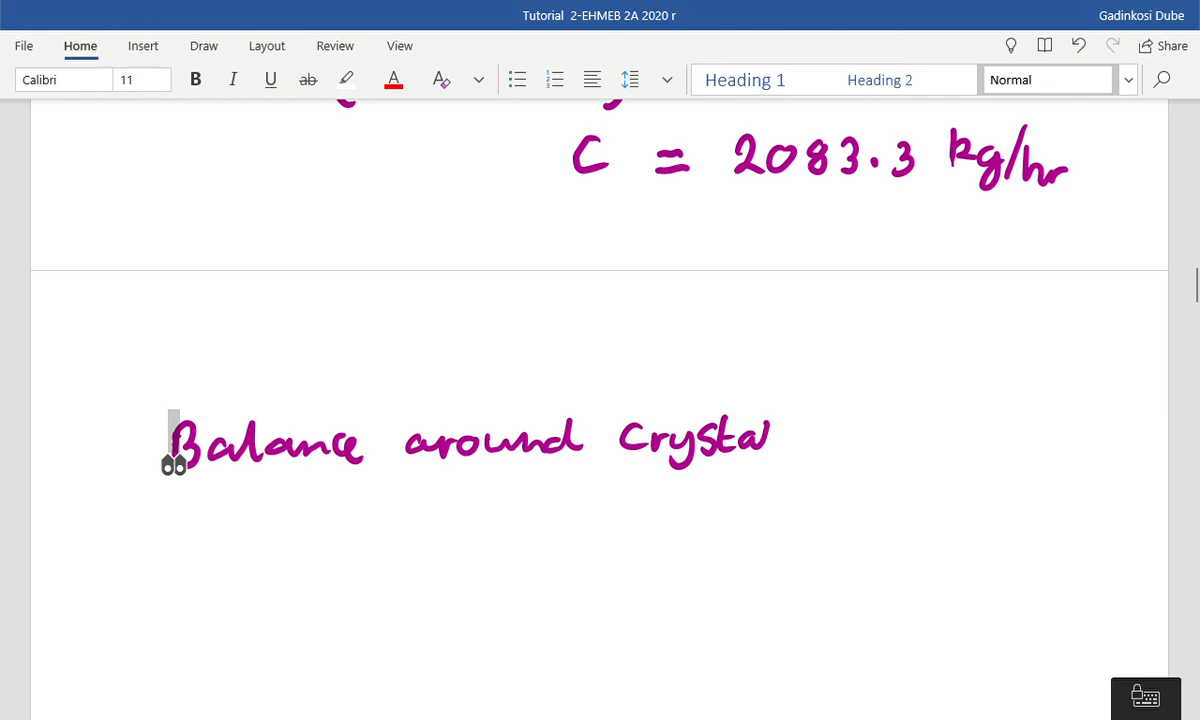 Tutorial 2-EHMEB 2A 2020 r
Gadinkosi Dube
File Home Insert Draw Layout Review View
Share
Calibri 11 B I U ab A A Heading 1 Heading 2 Normal
C = 2083.3 kg/hr
Balance around Crystal